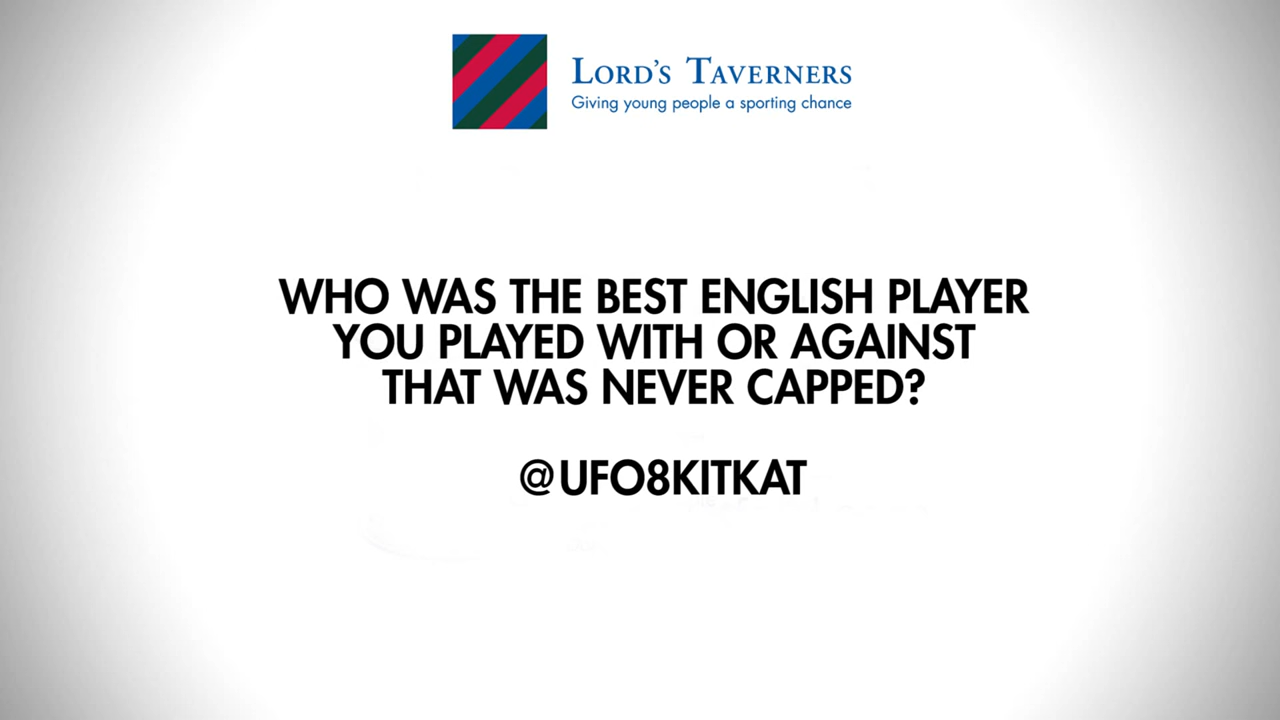 LORD'S TAVERNERS
Giving young people a sporting chance
WHO WAS THE BEST ENGLISH PLAYER
YOU PLAYED WITH OR AGAINST
THAT WAS NEVER CAPPED?
@UFO8KITKAT